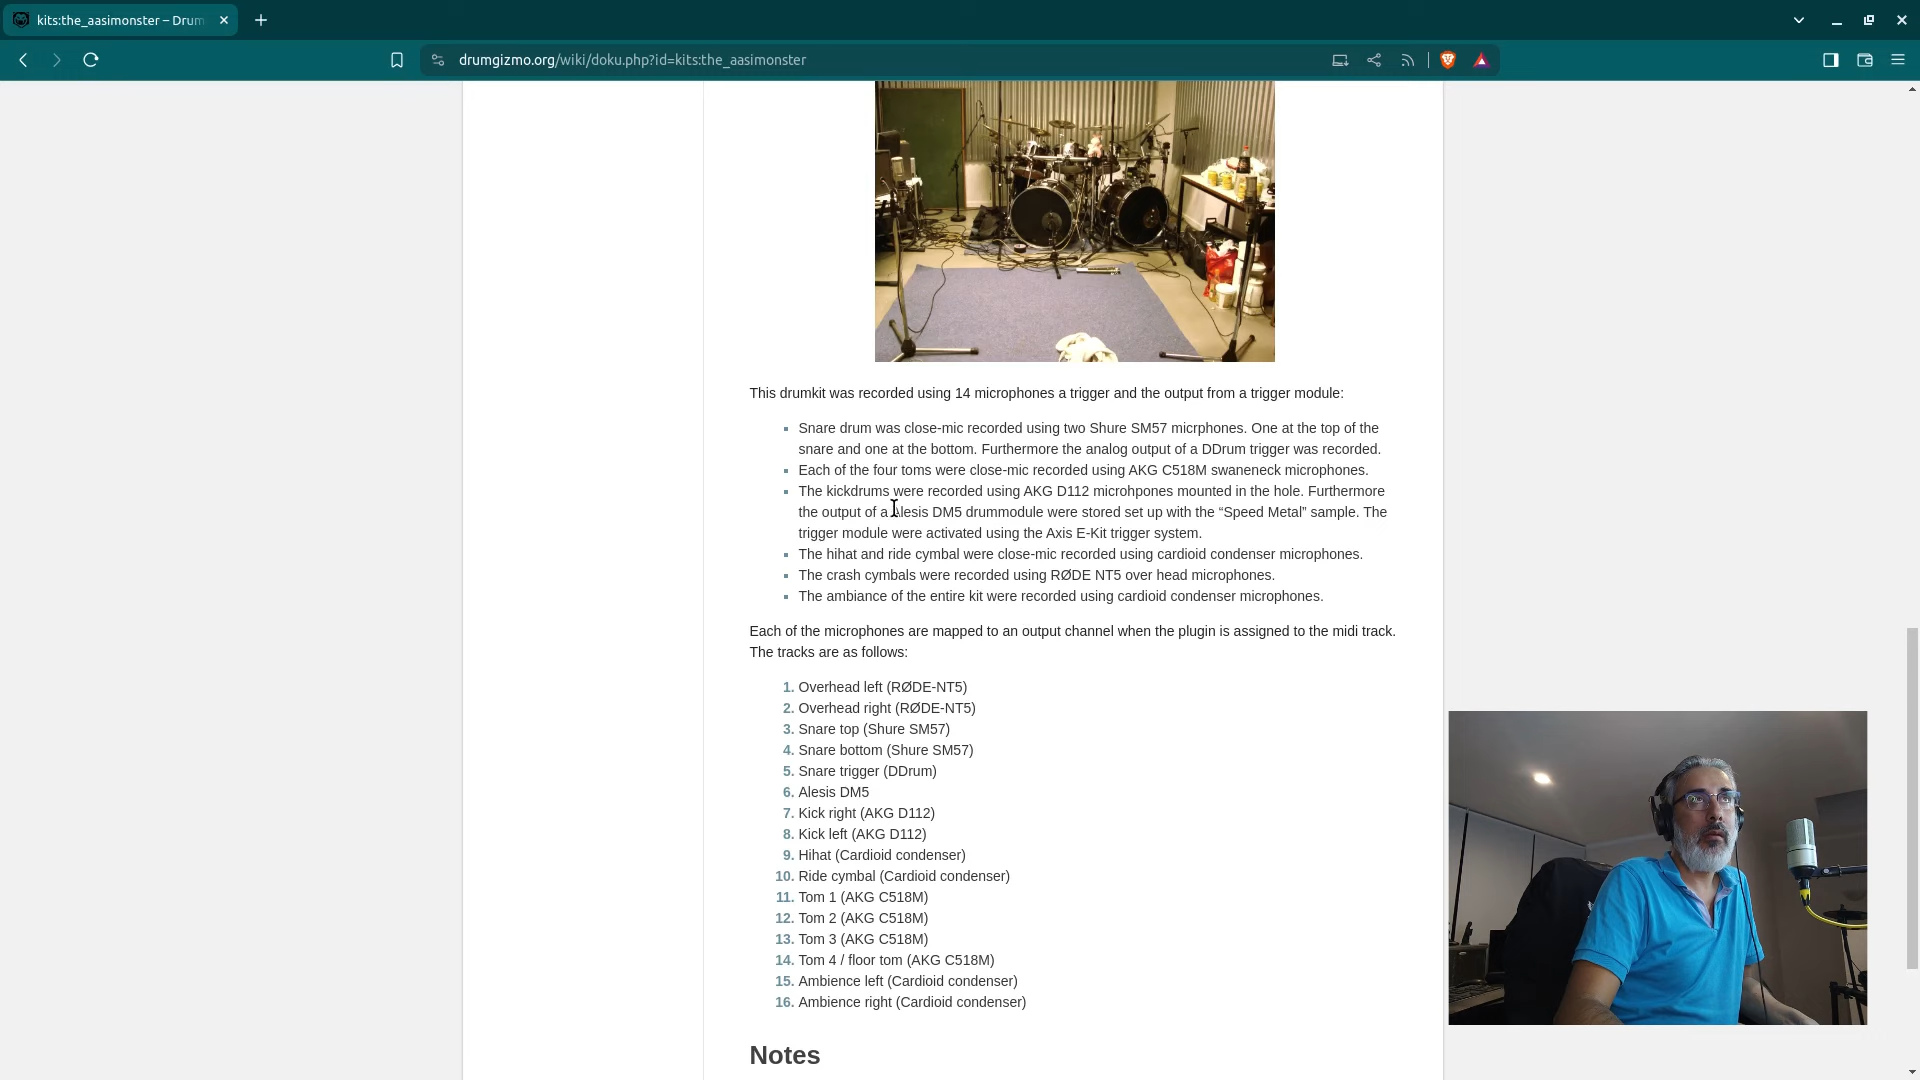 kits:the_aasimonster – Drum
drumgizmo.org/wiki/doku.php?id=kits:the_aasimonster
This drumkit was recorded using 14 microphones a trigger and the output from a trigger module:
Snare drum was close-mic recorded using two Shure SM57 micrphones. One at the top of the
snare and one at the bottom. Furthermore the analog output of a DDrum trigger was recorded.
Each of the four toms were close-mic recorded using AKG C518M swaneneck microphones.
The kickdrums were recorded using AKG D112 microhpones mounted in the hole. Furthermore
the output of a Alesis DM5 drummodule were stored set up with the “Speed Metal” sample. The
trigger module were activated using the Axis E-Kit trigger system.
The hihat and ride cymbal were close-mic recorded using cardioid condenser microphones.
The crash cymbals were recorded using RØDE NT5 over head microphones.
The ambiance of the entire kit were recorded using cardioid condenser microphones.
Each of the microphones are mapped to an output channel when the plugin is assigned to the midi track.
The tracks are as follows:
1. Overhead left (RØDE-NT5)
2. Overhead right (RØDE-NT5)
3. Snare top (Shure SM57)
4. Snare bottom (Shure SM57)
5. Snare trigger (DDrum)
6. Alesis DM5
7. Kick right (AKG D112)
8. Kick left (AKG D112)
9. Hihat (Cardioid condenser)
10. Ride cymbal (Cardioid condenser)
11. Tom 1 (AKG C518M)
12. Tom 2 (AKG C518M)
13. Tom 3 (AKG C518M)
14. Tom 4 / floor tom (AKG C518M)
15. Ambience left (Cardioid condenser)
16. Ambience right (Cardioid condenser)
Notes